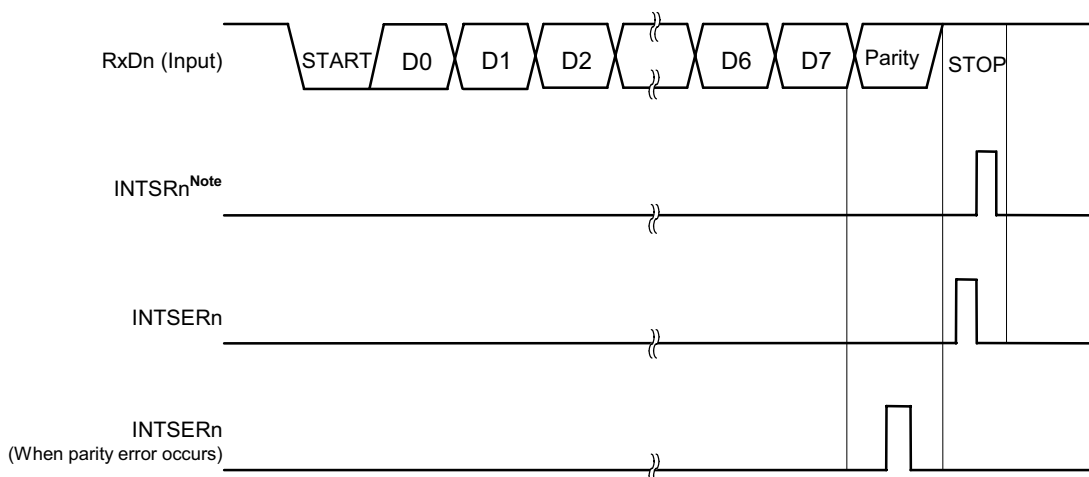 RxDn (Input)
START D0 D1 D2 D6 D7 Parity STOP
INTSRnNote
INTSERn
INTSERn
(When parity error occurs)